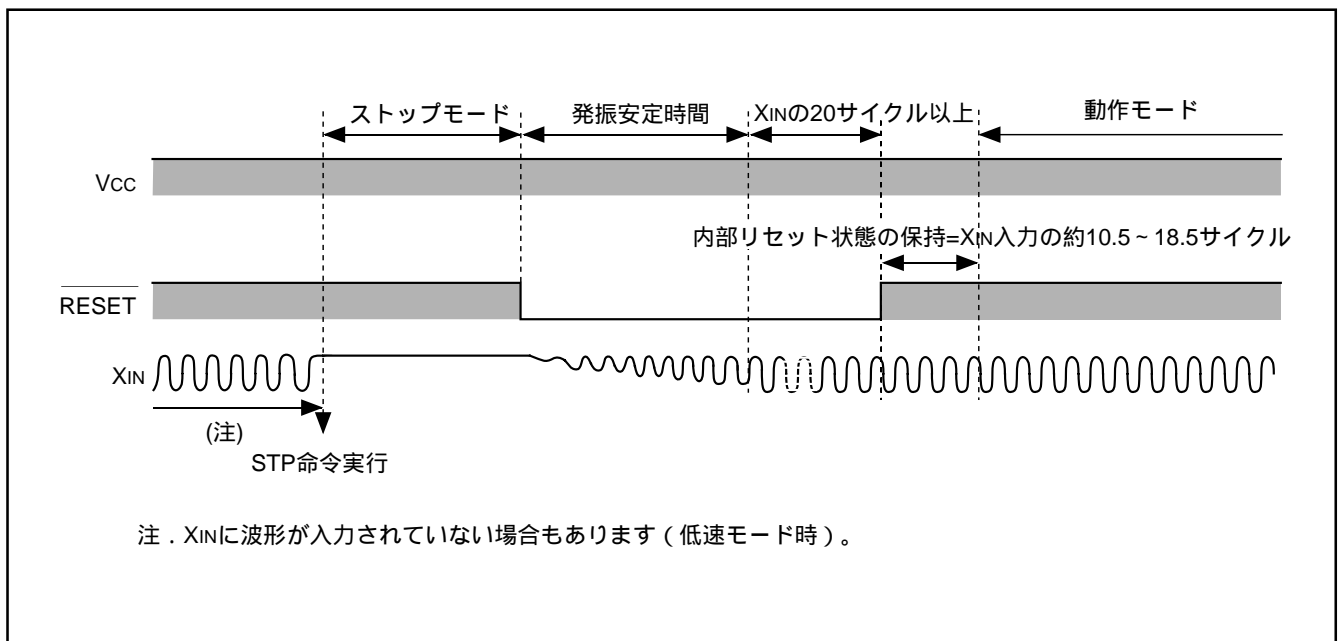 ストップモード 発振安定時間 XINの20サイクル以上 動作モード
VCC
内部リセット状態の保持=XIN入力の約10.5~18.5サイクル
RESET
XIN
(注)
STP命令実行
注.XINに波形が入力されていない場合もあります(低速モード時)。